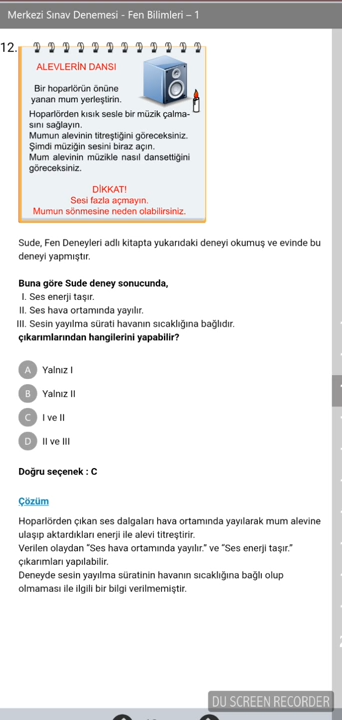 Merkezi Sınav Denemesi - Fen Bilimleri – 1
12.
ALEVLERİN DANSI
Bir hoparlörün önüne
yanan mum yerleştirin.
Hoparlörden kısık sesle bir müzik çalma-
sını sağlayın.
Mumun alevinin titreştiğini göreceksiniz.
Şimdi müziğin sesini biraz açın.
Mum alevinin müzikle nasıl dansettiğini
göreceksiniz.
DİKKAT!
Sesi fazla açmayın.
Mumun sönmesine neden olabilirsiniz.
Sude, Fen Deneyleri adlı kitapta yukarıdaki deneyi okumuş ve evinde bu
deneyi yapmıştır.
Buna göre Sude deney sonucunda,
I. Ses enerji taşır.
II. Ses hava ortamında yayılır.
III. Sesin yayılma sürati havanın sıcaklığına bağlıdır.
çıkarımlarından hangilerini yapabilir?
A Yalnız I
B Yalnız II
C I ve II
D II ve III
Doğru seçenek : C
Çözüm
Hoparlörden çıkan ses dalgaları hava ortamında yayılarak mum alevine
ulaşıp aktardıkları enerji ile alevi titreştirir.
Verilen olaydan “Ses hava ortamında yayılır.” ve “Ses enerji taşır.”
çıkarımları yapılabilir.
Deneyde sesin yayılma süratinin havanın sıcaklığına bağlı olup
olmaması ile ilgili bir bilgi verilmemiştir.
DU SCREEN RECORDER